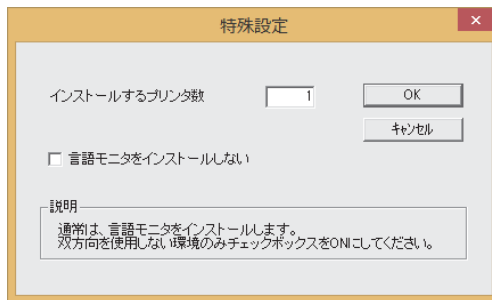 特殊設定
×
インストールするプリンタ数
1
OK
キャンセル
言語モニタをインストールしない
説明
通常は、言語モニタをインストールします。
双方向を使用しない環境のみチェックボックスをONにしてください。